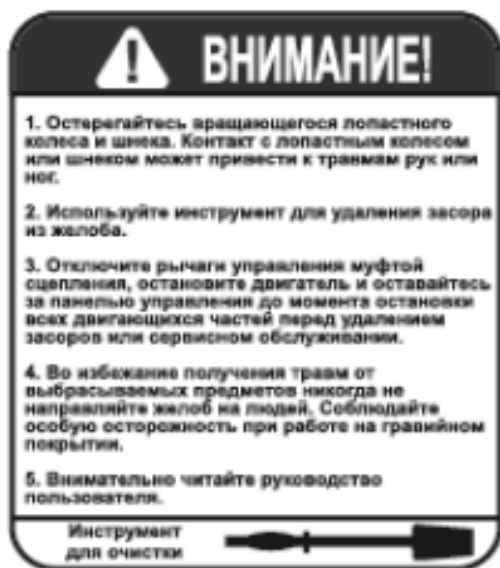 ВНИМАНИЕ!
1. Остерегайтесь вращающегося лопастного
колеса и шнека. Контакт с лопастным колесом
или шнеком может привести к травмам рук или
ног.
2. Используйте инструмент для удаления засора
из желоба.
3. Отключите рычаги управления муфтой
сцепления, остановите двигатель и оставайтесь
за панелью управления до момента остановки
всех двигающихся частей перед удалением
засоров или сервисном обслуживании.
4. Во избежание получения травм от
выбрасываемых предметов никогда не
направляйте желоб на людей. Соблюдайте
особую осторожность при работе на гравийном
покрытии.
5. Внимательно читайте руководство
пользователя.
Инструмент
для очистки